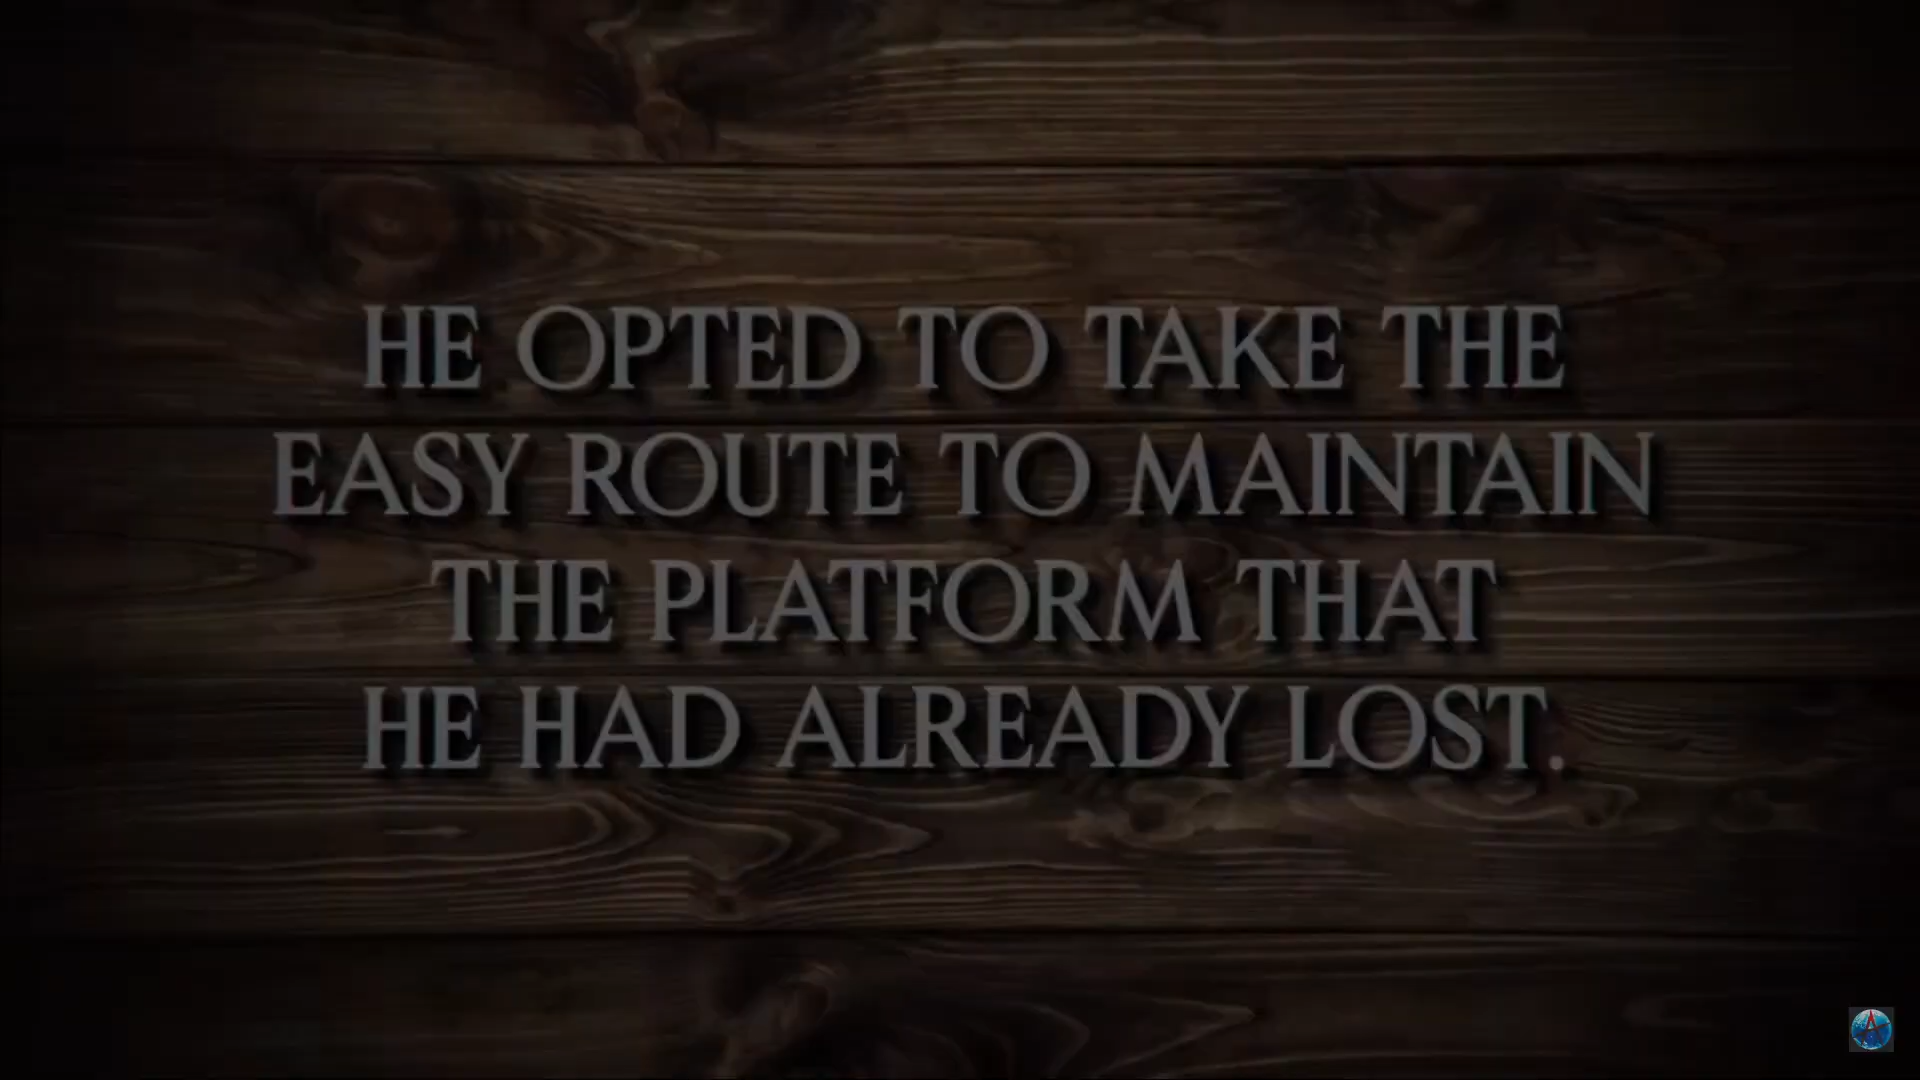 HE OPTED TO TAKE THE
EASY ROUTE TO MAINTAIN
THE PLATFORM THAT
HE HAD ALREADY LOST.